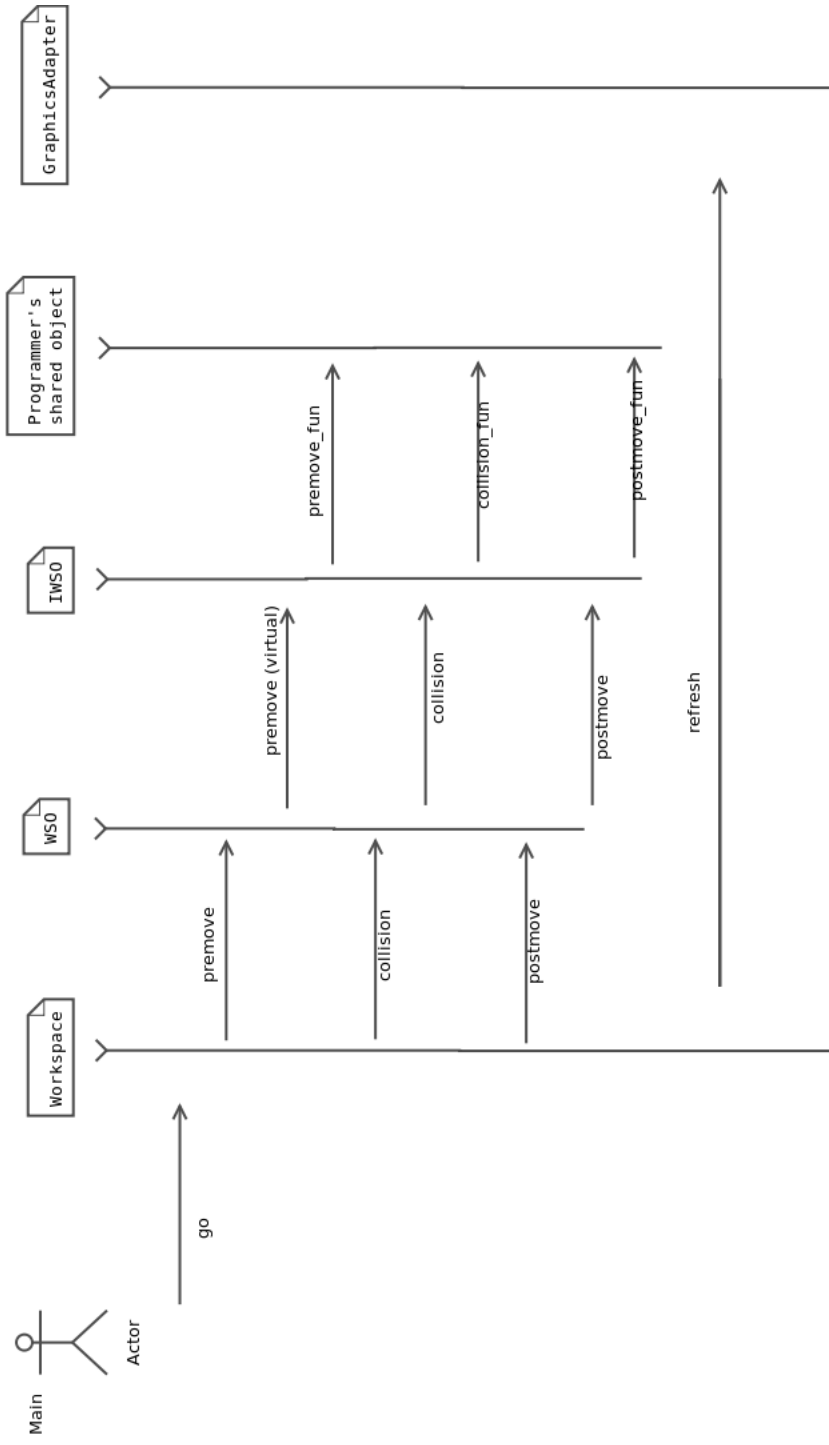 Main
Actor
Workspace
WSO
IWSO
Programmer's
shared object
GraphicsAdapter
go
premove
premove (virtual)
premove_fun
collision
collision
collision_fun
postmove
postmove
postmove_fun
refresh